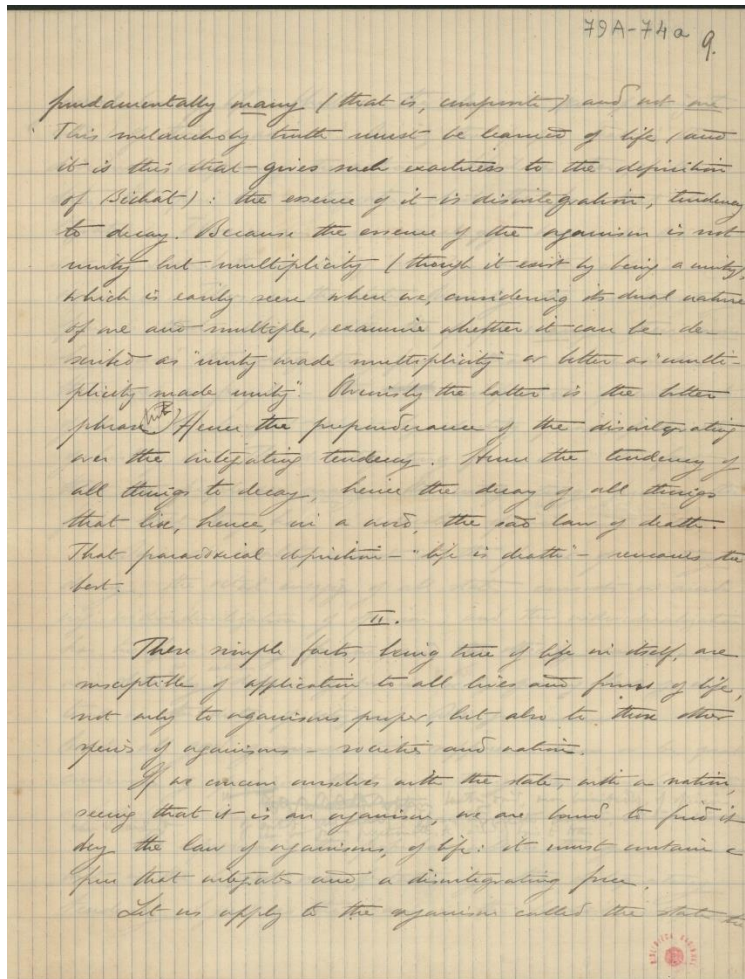 79A-74a 9.
fundamentally many (that is, composite) and not one.
This melancholy truth must be learned of life (and
it is this that gives such exactness to the definition
of Bichât): the essence of it is disintegration, tendency
to decay. Because the essence of the organism is not
unity but multiplicity (though it exist by being a unity),
which is easily seen when we, considering its dual nature
of one and multiple, examine whether it can be de-
scribed as "unity made multiplicity" or better as "multi-
plicity made unity". Obviously the latter is the better
phrase. Hence the preponderance of the disintegrating
over the integrating tendency. Hence the tendency of
all things to decay, hence the decay of all things
that live, hence, in a word, the sad law of death.
That paradoxical definition — "life is death" — remains the
best.
II.
These simple facts, being true of life in itself, are
susceptible of application to all lives and forms of life,
not only to organisms proper, but also to those other
species of organisms — societies and nation.
If we concern ourselves with the state, with a nation,
seeing that it is an organism, we are bound to find it
obey the law of organisms, of life: it must contain a
force that integrates and a disintegrating force.
Let us apply to the organism called the state the